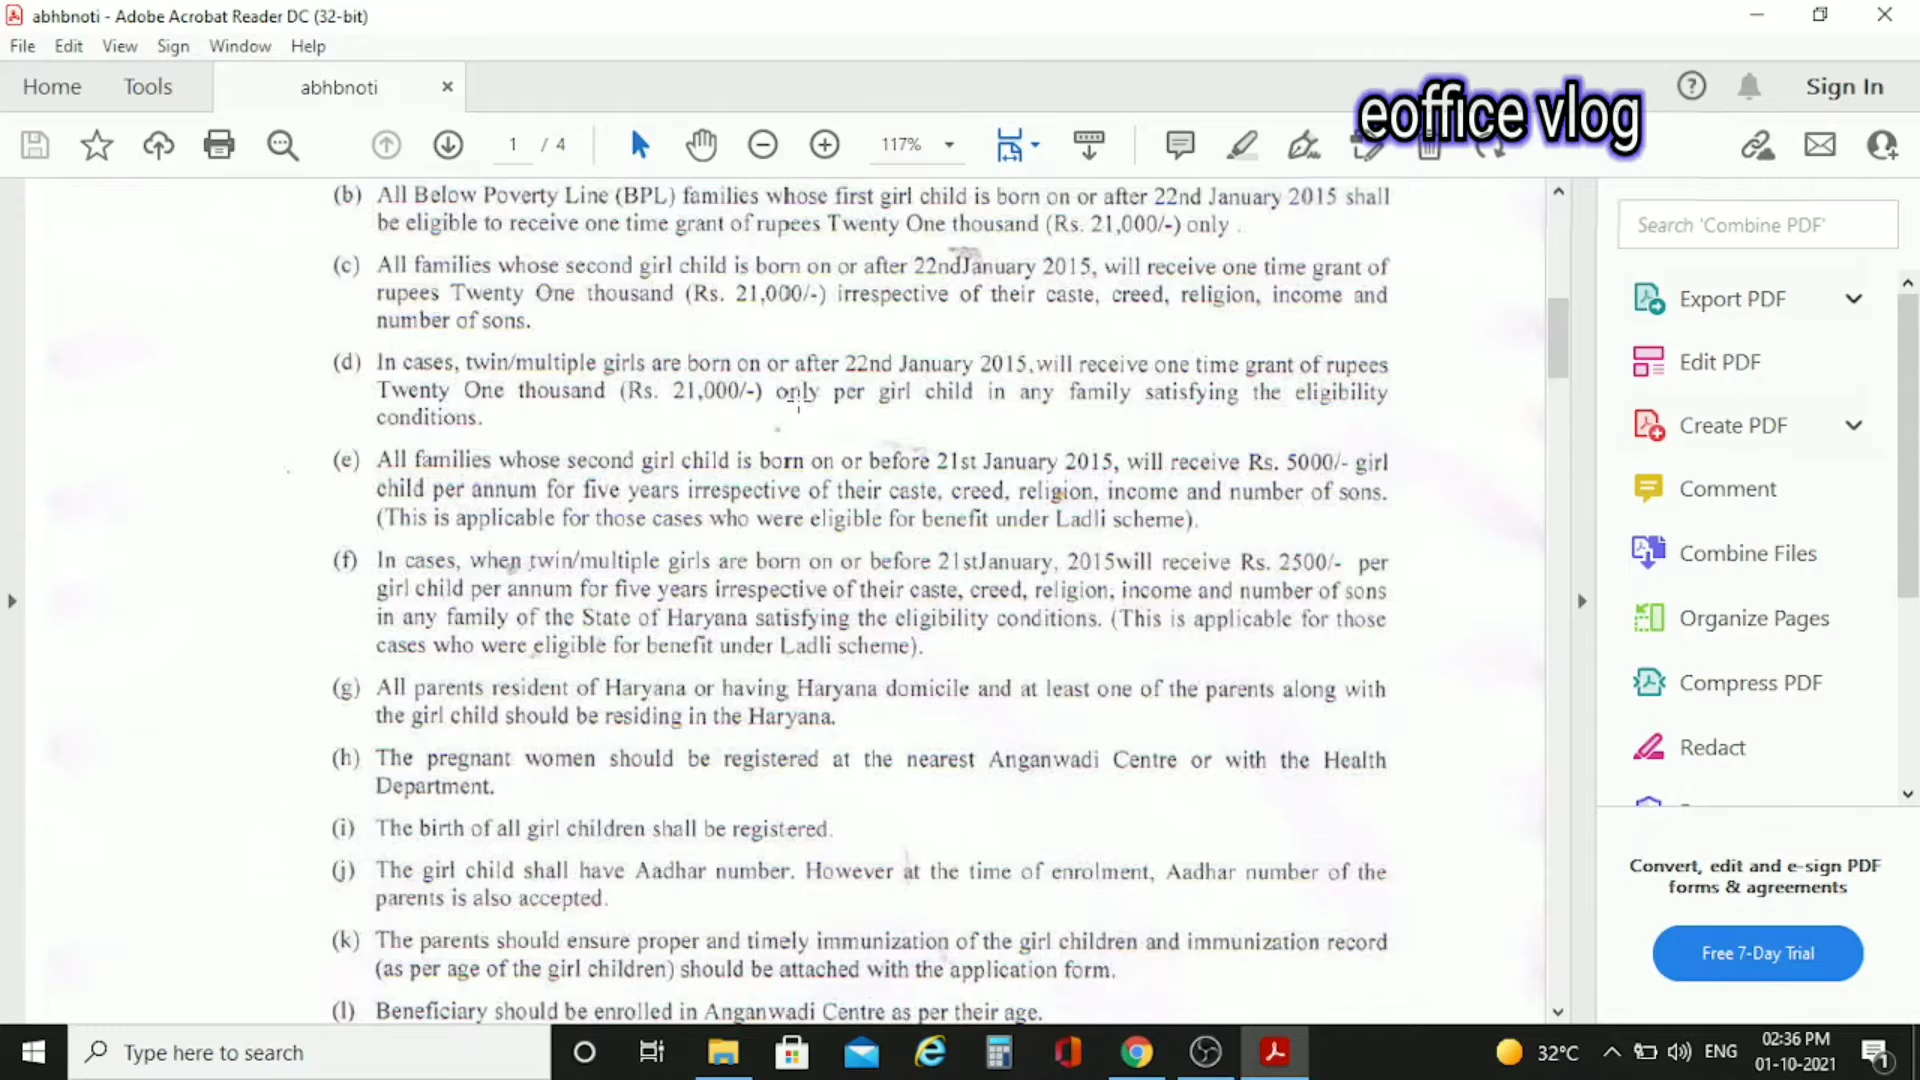 abhbnoti - Adobe Acrobat Reader DC (32-bit)
File Edit View Sign Window Help
Home Tools abhbnoti Sign In
eoffice vlog
1 / 4 117%
(b) All Below Poverty Line (BPL) families whose first girl child is born on or after 22nd January 2015 shall
be eligible to receive one time grant of rupees Twenty One thousand (Rs. 21,000/-) only .
(c) All families whose second girl child is born on or after 22ndJanuary 2015, will receive one time grant of
rupees Twenty One thousand (Rs. 21,000/-) irrespective of their caste, creed, religion, income and
number of sons.
(d) In cases, twin/multiple girls are born on or after 22nd January 2015,will receive one time grant of rupees
Twenty One thousand (Rs. 21,000/-) only per girl child in any family satisfying the eligibility
conditions.
(e) All families whose second girl child is born on or before 21st January 2015, will receive Rs. 5000/- girl
child per annum for five years irrespective of their caste, creed, religion, income and number of sons.
(This is applicable for those cases who were eligible for benefit under Ladli scheme).
(f) In cases, when twin/multiple girls are born on or before 21stJanuary, 2015will receive Rs. 2500/- per
girl child per annum for five years irrespective of their caste, creed, religion, income and number of sons
in any family of the State of Haryana satisfying the eligibility conditions. (This is applicable for those
cases who were eligible for benefit under Ladli scheme).
(g) All parents resident of Haryana or having Haryana domicile and at least one of the parents along with
the girl child should be residing in the Haryana.
(h) The pregnant women should be registered at the nearest Anganwadi Centre or with the Health
Department.
(i) The birth of all girl children shall be registered.
(j) The girl child shall have Aadhar number. However at the time of enrolment, Aadhar number of the
parents is also accepted.
(k) The parents should ensure proper and timely immunization of the girl children and immunization record
(as per age of the girl children) should be attached with the application form.
(l) Beneficiary should be enrolled in Anganwadi Centre as per their age.
Search 'Combine PDF'
Export PDF
Edit PDF
Create PDF
Comment
Combine Files
Organize Pages
Compress PDF
Redact
Convert, edit and e-sign PDF
forms & agreements
Free 7-Day Trial
Type here to search
32°C ENG
02:36 PM
01-10-2021
1